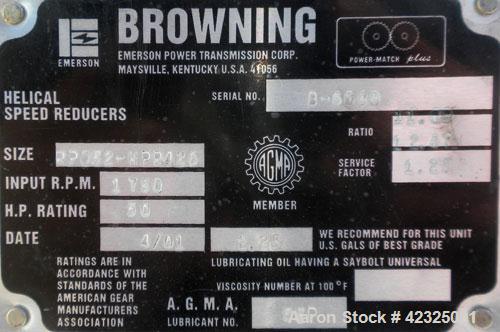 BROWNING
EMERSON
EMERSON POWER TRANSMISSION CORP.
MAYSVILLE, KENTUCKY U.S.A. 41056
POWER-MATCH plus
HELICAL
SPEED REDUCERS
SERIAL NO.
RATIO
SIZE
SERVICE
FACTOR
INPUT R.P.M. 1750
H.P. RATING 50
AGMA
MEMBER
DATE 4/01
WE RECOMMEND FOR THIS UNIT
U.S. GALS OF BEST GRADE
RATINGS ARE IN
ACCORDANCE WITH
STANDARDS OF THE
AMERICAN GEAR
MANUFACTURERS
ASSOCIATION
LUBRICATING OIL HAVING A SAYBOLT UNIVERSAL
VISCOSITY NUMBER AT 100°F
A. G. M. A.
LUBRICANT NO.
Aaron Stock #